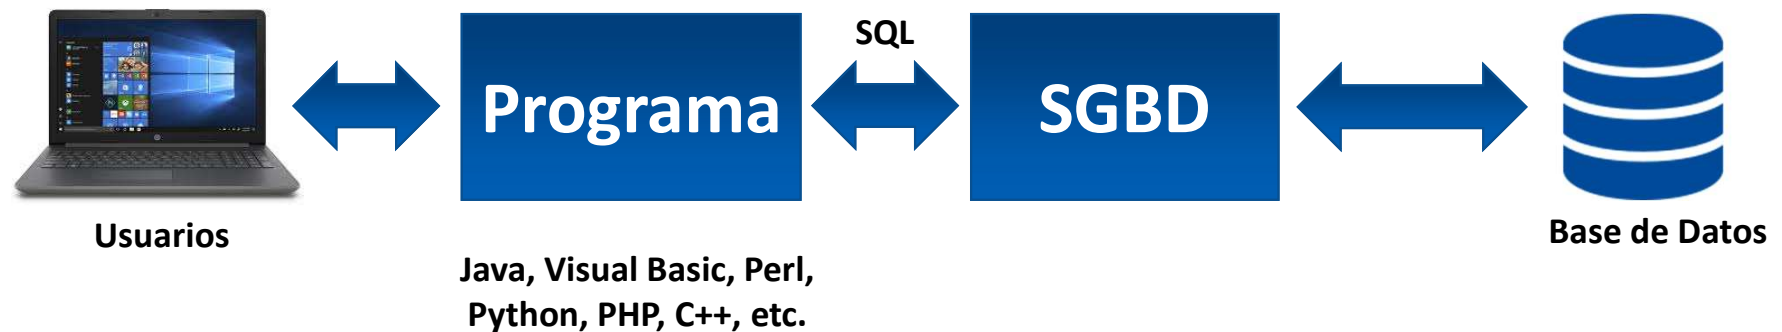 SQL
Programa
SGBD
Usuarios
Base de Datos
Java, Visual Basic, Perl,
Python, PHP, C++, etc.